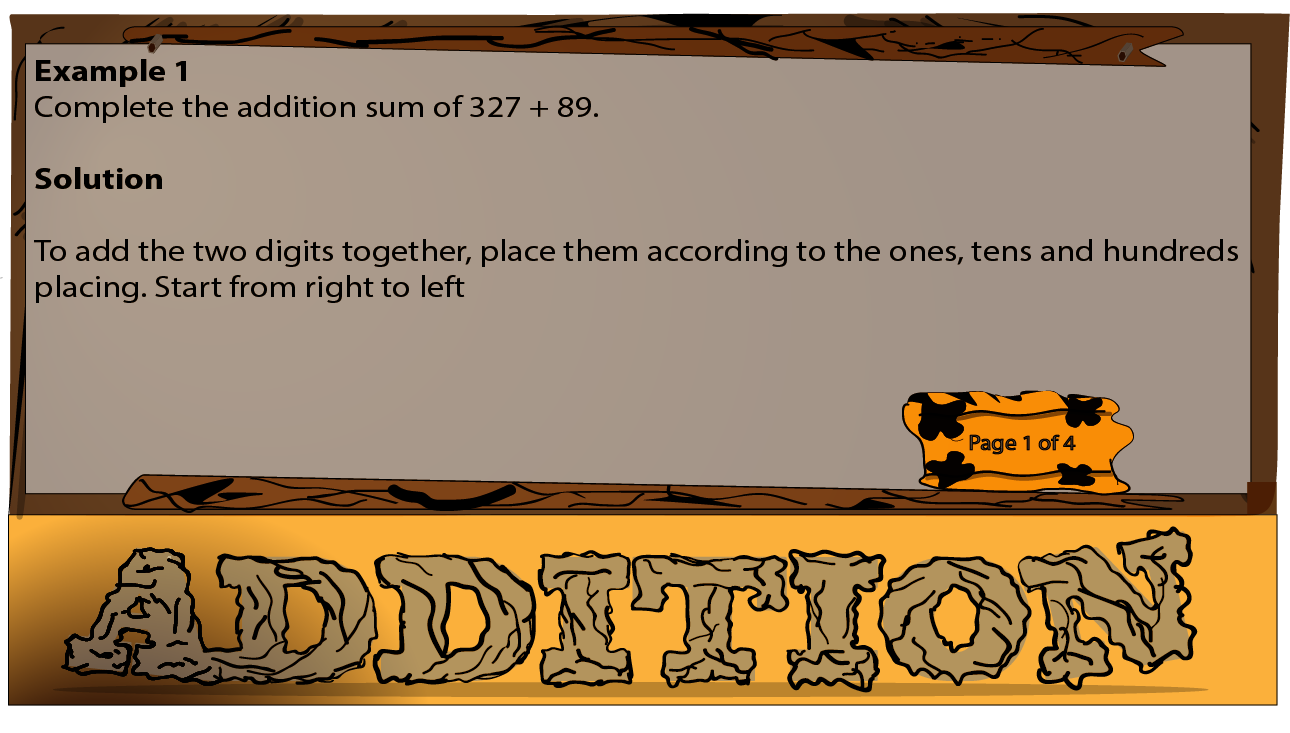 Example 1
Complete the addition sum of 327 + 89.
Solution
To add the two digits together, place them according to the ones, tens and hundreds
placing. Start from right to left
Page 1 of 4
ADDITION